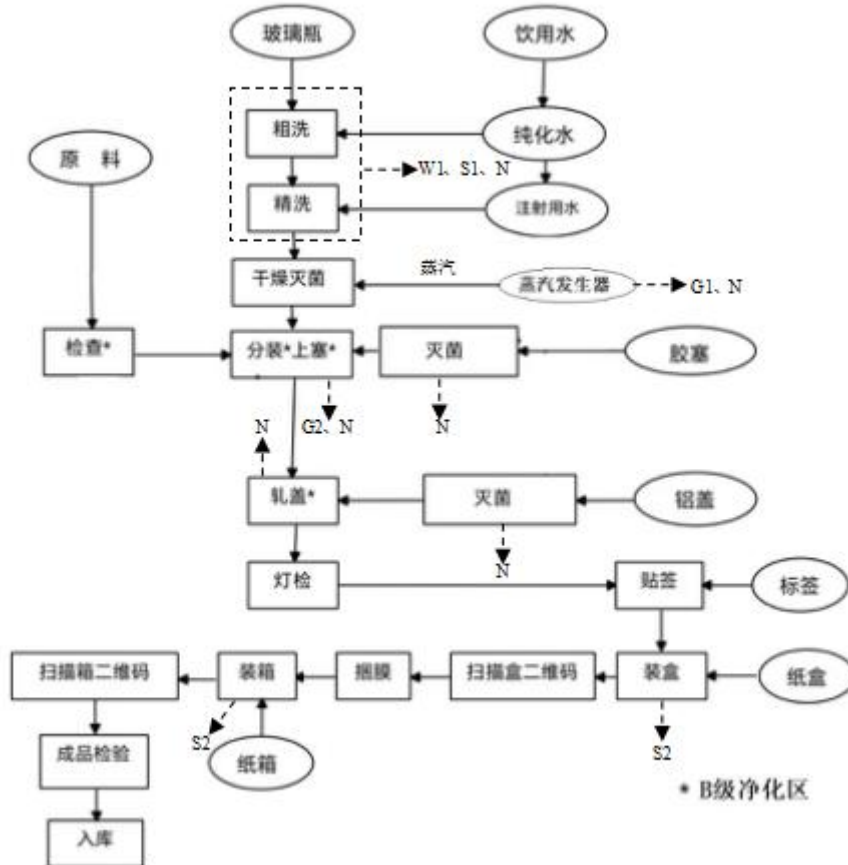 玻璃瓶
饮用水
粗洗
纯化水
原 料
W1、S1、N
精洗
注射用水
干燥灭菌
蒸汽
蒸汽发生器
G1、N
检查*
分装*上塞*
灭菌
胶塞
N
G2、N
N
轧盖*
灭菌
铝盖
N
灯检
贴签
标签
扫描箱二维码
装箱
捆膜
扫描盒二维码
装盒
纸盒
S2
纸箱
S2
成品检验
* B级净化区
入库